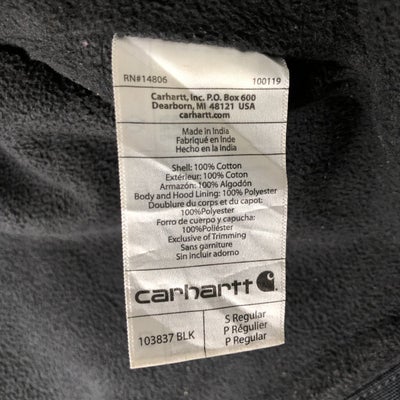 RN#14806 100119
Carhartt, Inc. P.O. Box 600
Dearborn, MI 48121 USA
carhartt.com
Made in India
Fabriqué en Inde
Hecho en la India
Shell: 100% Cotton
Extérieur: 100% Coton
Armazón: 100% Algodón
Body and Hood Lining: 100% Polyester
Doublure du corps et du capot:
100%Polyester
Forro de cuerpo y capucha:
100%Poliéster
Exclusive of Trimming
Sans garniture
Sin incluir adorno
carhartt
103837 BLK
S Regular
P Régulier
P Regular